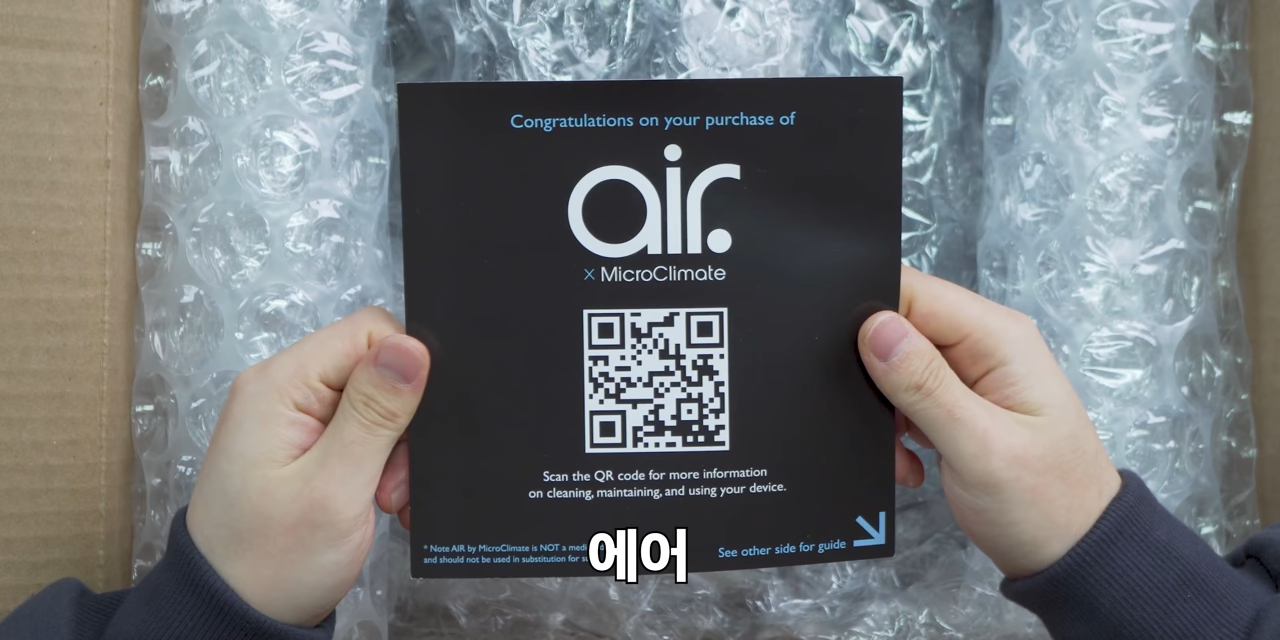 Congratulations on your purchase of
air.
× MicroClimate
Scan the QR code for more information
on cleaning, maintaining, and using your device.
* Note AIR by MicroClimate is NOT a
and should not be used in substitution for
See other side for guide
에어